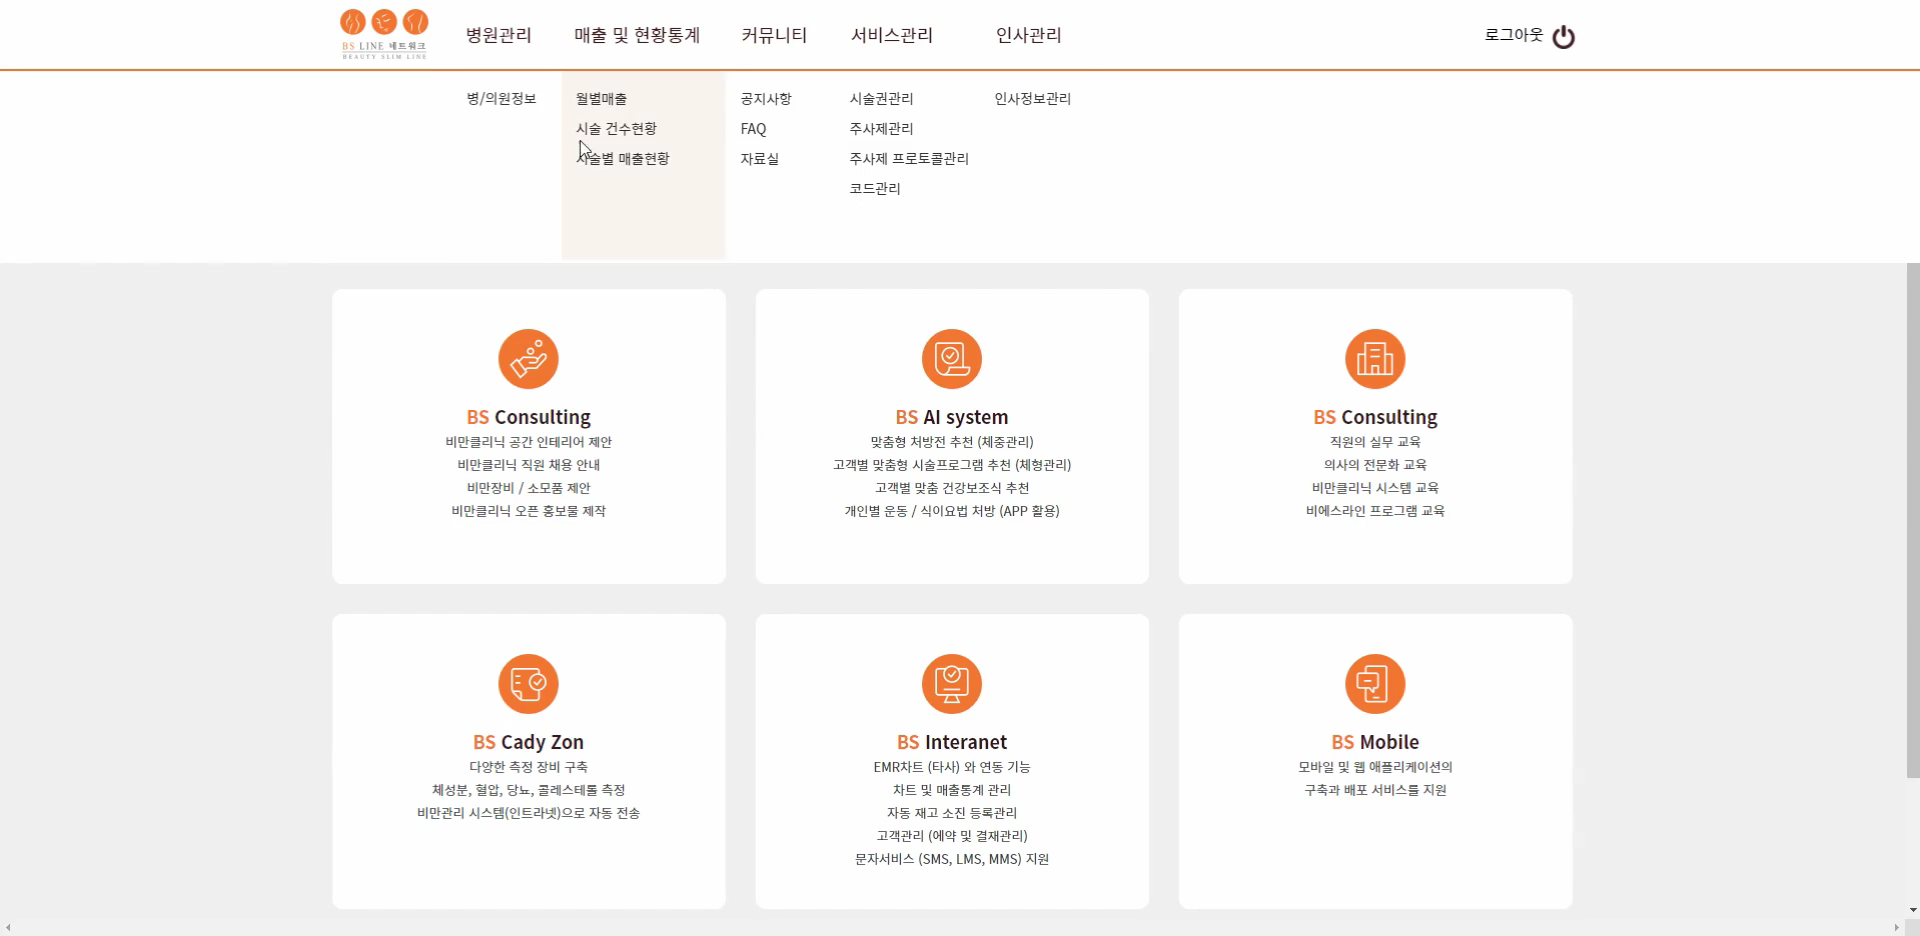 BS LINE 네트워크
BEAUTY SLIM LINE
병원관리 매출 및 현황통계 커뮤니티 서비스관리 인사관리 로그아웃
병/의원정보 월별매출 공지사항 시술권관리 인사정보관리
시술 건수현황 FAQ 주사제관리
시술별 매출현황 자료실 주사제 프로토콜관리
코드관리
BS Consulting
비만클리닉 공간 인테리어 제안
비만클리닉 직원 채용 안내
비만장비 / 소모품 제안
비만클리닉 오픈 홍보물 제작
BS AI system
맞춤형 처방전 추천 (체중관리)
고객별 맞춤형 시술프로그램 추천 (체형관리)
고객별 맞춤 건강보조식 추천
개인별 운동 / 식이요법 처방 (APP 활용)
BS Consulting
직원의 실무 교육
의사의 전문화 교육
비만클리닉 시스템 교육
비에스라인 프로그램 교육
BS Cady Zon
다양한 측정 장비 구축
체성분, 혈압, 당뇨, 콜레스테롤 측정
비만관리 시스템(인트라넷)으로 자동 전송
BS Interanet
EMR차트 (타사) 와 연동 기능
차트 및 매출통계 관리
자동 재고 소진 등록관리
고객관리 (예약 및 결재관리)
문자서비스 (SMS, LMS, MMS) 지원
BS Mobile
모바일 및 웹 애플리케이션의
구축과 배포 서비스를 지원